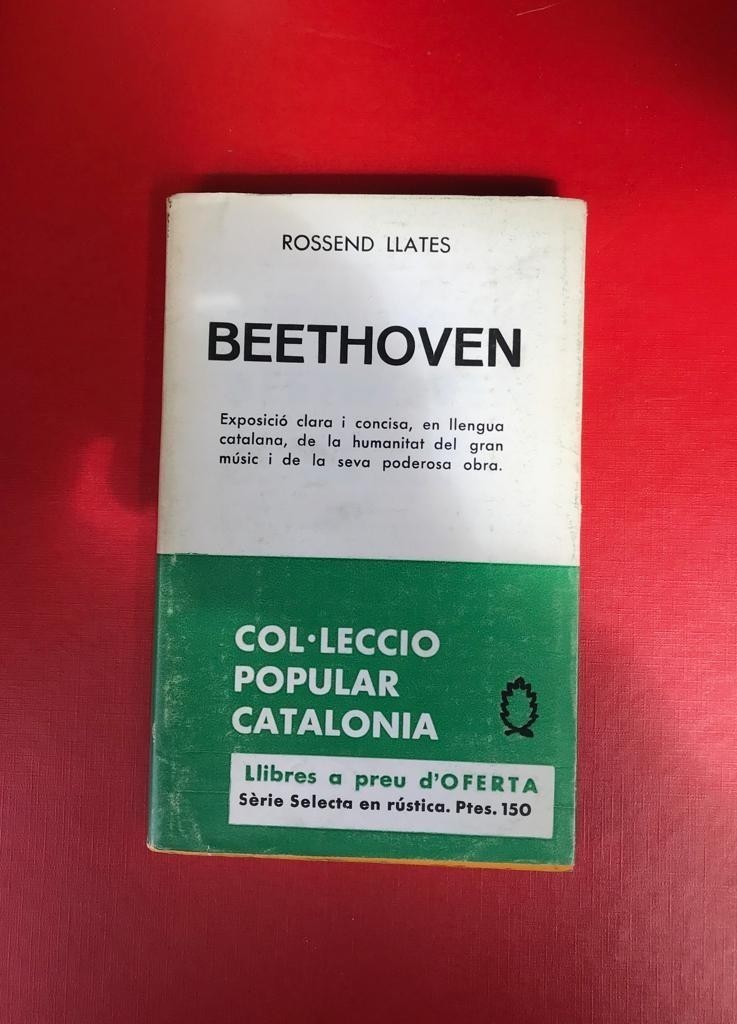 ROSSEND LLATES
BEETHOVEN
Exposició clara i concisa, en llengua
catalana, de la humanitat del gran
músic i de la seva poderosa obra.
COL·LECCIO
POPULAR
CATALONIA
Llibres a preu d'OFERTA
Sèrie Selecta en rústica. Ptes. 150